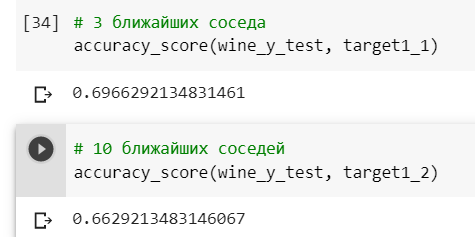 [34] # 3 ближайших соседа
accuracy_score(wine_y_test, target1_1)
0.6966292134831461
# 10 ближайших соседей
accuracy_score(wine_y_test, target1_2)
0.6629213483146067